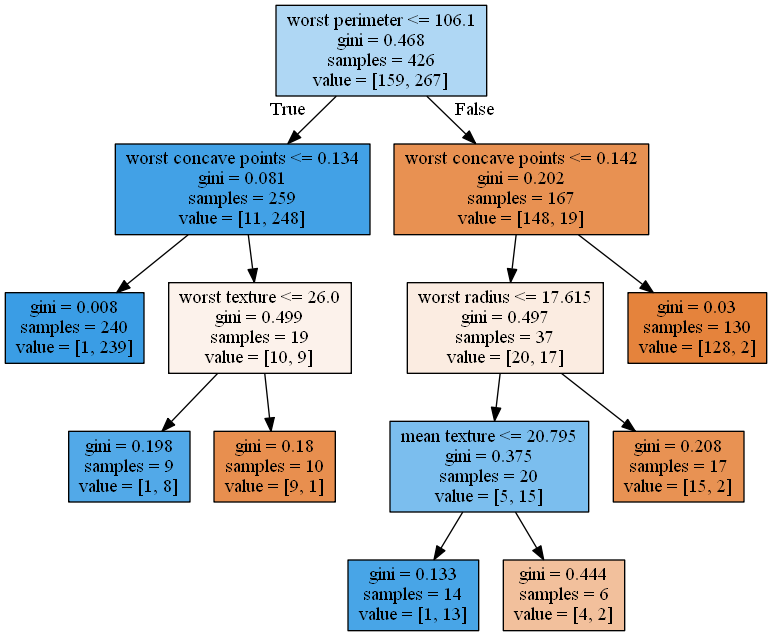 worst perimeter <= 106.1
gini = 0.468
samples = 426
value = [159, 267]
True
False
worst concave points <= 0.134
gini = 0.081
samples = 259
value = [11, 248]
worst concave points <= 0.142
gini = 0.202
samples = 167
value = [148, 19]
gini = 0.008
samples = 240
value = [1, 239]
worst texture <= 26.0
gini = 0.499
samples = 19
value = [10, 9]
worst radius <= 17.615
gini = 0.497
samples = 37
value = [20, 17]
gini = 0.03
samples = 130
value = [128, 2]
gini = 0.198
samples = 9
value = [1, 8]
gini = 0.18
samples = 10
value = [9, 1]
mean texture <= 20.795
gini = 0.375
samples = 20
value = [5, 15]
gini = 0.208
samples = 17
value = [15, 2]
gini = 0.133
samples = 14
value = [1, 13]
gini = 0.444
samples = 6
value = [4, 2]